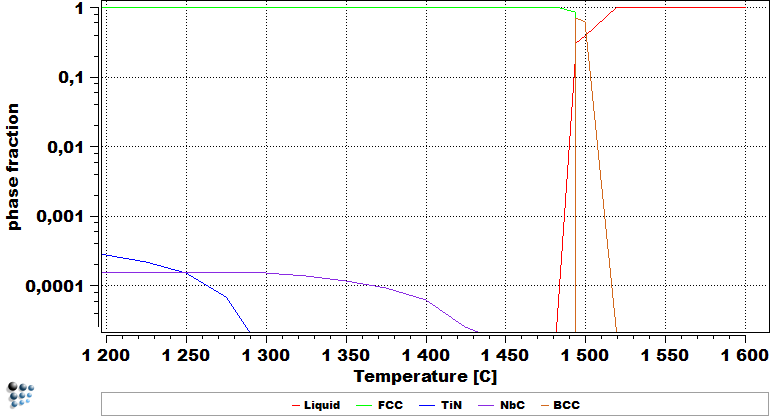 1
0,1
0,01
0,001
0,0001
phase fraction
1 200 1 250 1 300 1 350 1 400 1 450 1 500 1 550 1 600
Temperature [C]
Liquid FCC TiN NbC BCC